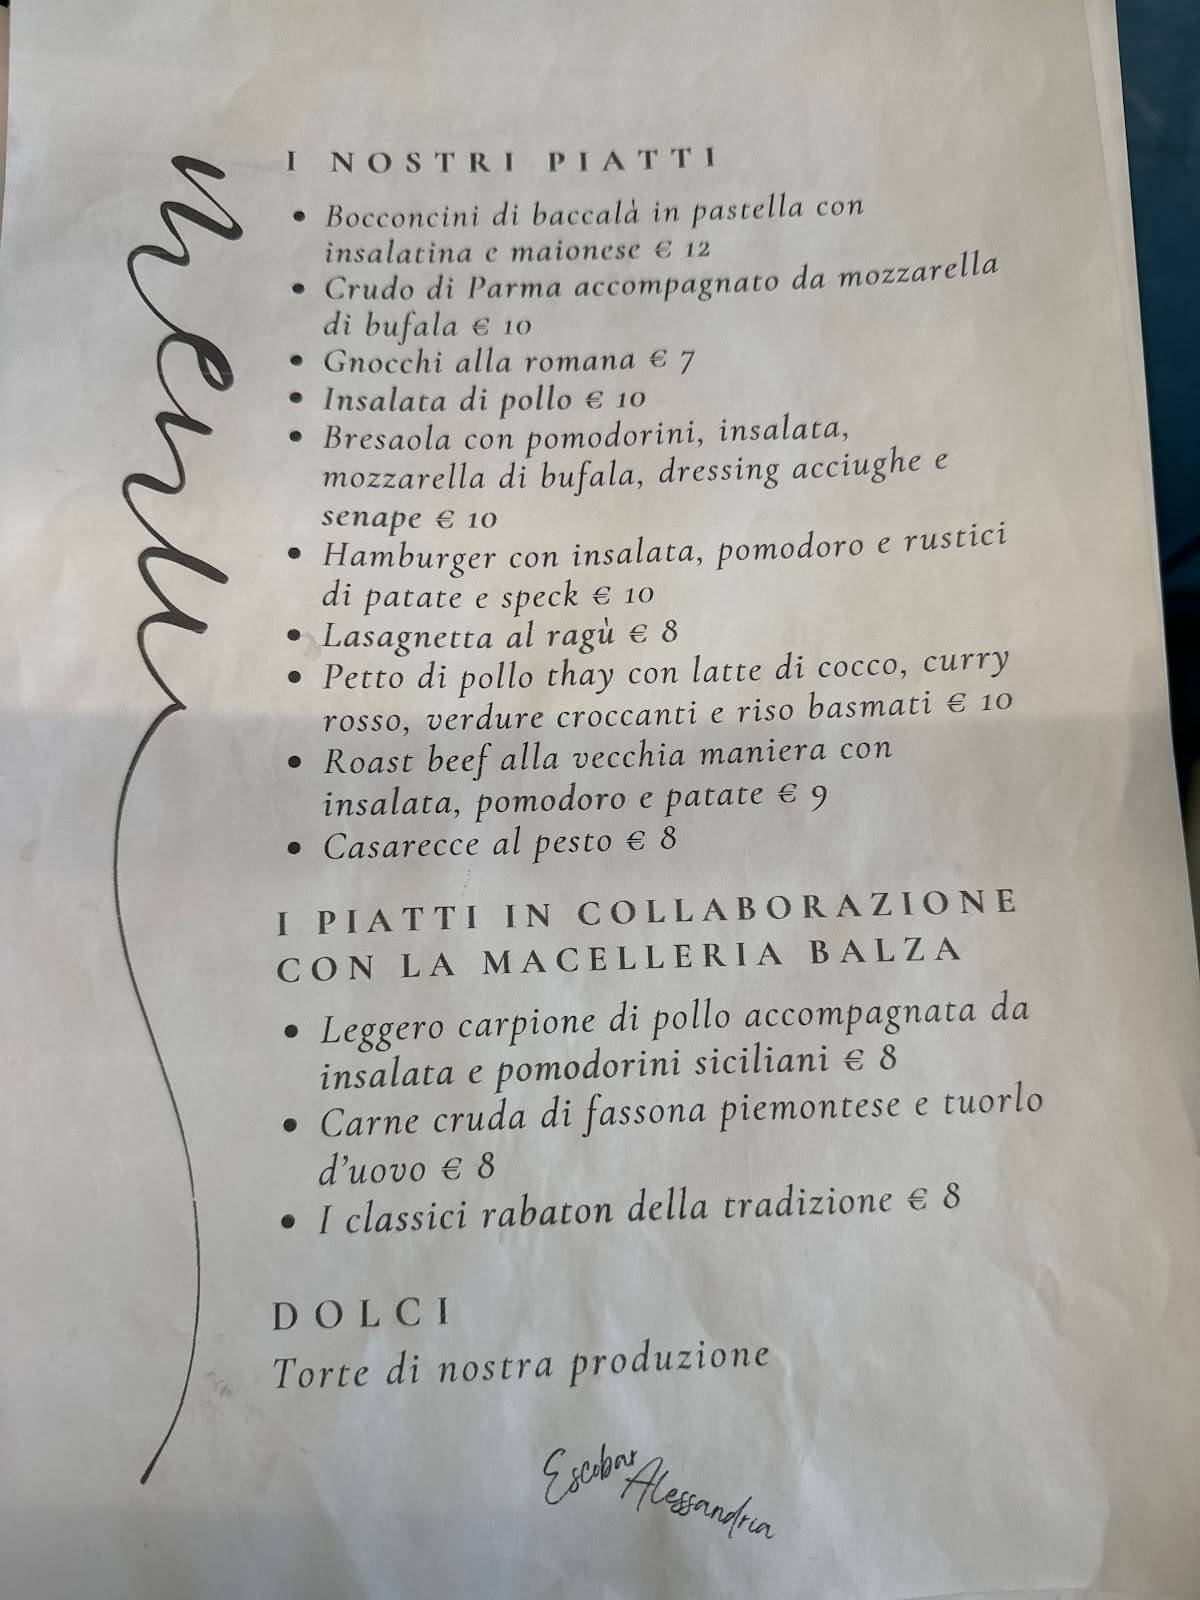 menu
I NOSTRI PIATTI
• Bocconcini di baccalà in pastella con
insalatina e maionese € 12
• Crudo di Parma accompagnato da mozzarella
di bufala € 10
• Gnocchi alla romana € 7
• Insalata di pollo € 10
• Bresaola con pomodorini, insalata,
mozzarella di bufala, dressing acciughe e
senape € 10
• Hamburger con insalata, pomodoro e rustici
di patate e speck € 10
• Lasagnetta al ragù € 8
• Petto di pollo thay con latte di cocco, curry
rosso, verdure croccanti e riso basmati € 10
• Roast beef alla vecchia maniera con
insalata, pomodoro e patate € 9
• Casarecce al pesto € 8
I PIATTI IN COLLABORAZIONE
CON LA MACELLERIA BALZA
• Leggero carpione di pollo accompagnata da
insalata e pomodorini siciliani € 8
• Carne cruda di fassona piemontese e tuorlo
d'uovo € 8
• I classici rabaton della tradizione € 8
DOLCI
Torte di nostra produzione
Escobar
Alessandria